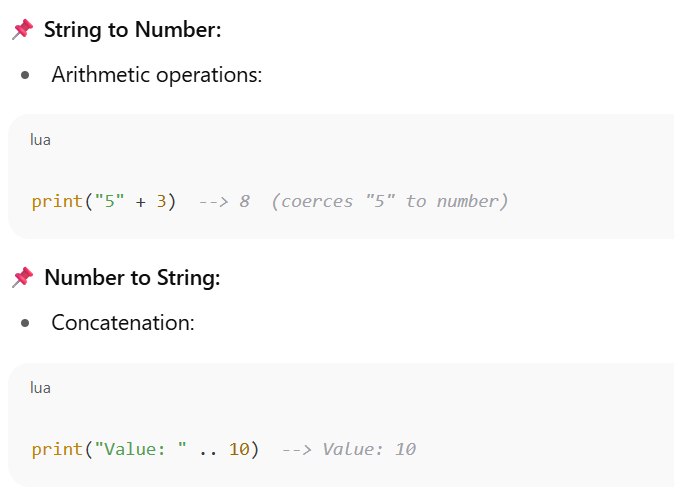 📌 String to Number:
• Arithmetic operations:
lua
print("5" + 3)  --> 8  (coerces "5" to number)
📌 Number to String:
• Concatenation:
lua
print("Value: " .. 10)  --> Value: 10